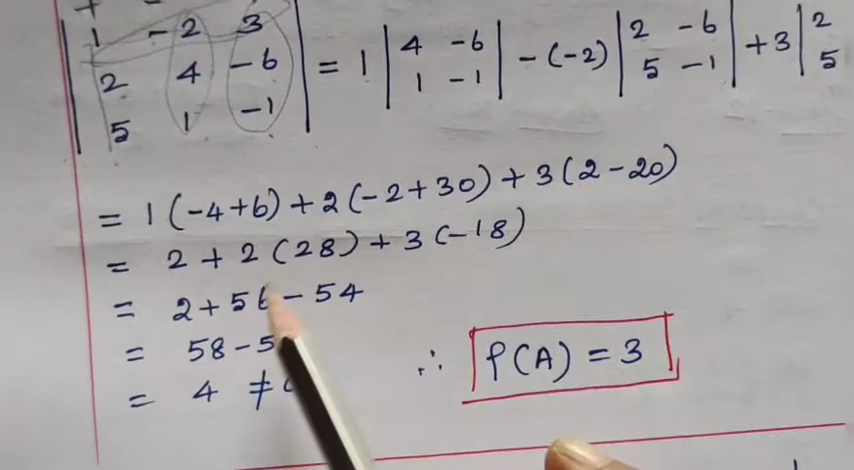 | 1 -2 3 | = 1 | 4 -6 | - (-2) | 2 -6 | + 3 | 2
| 2 4 -6 | | 1 -1 | | 5 -1 | | 5
| 5 1 -1 |
= 1 (-4+6) + 2 (-2+30) + 3 (2-20)
= 2 + 2 (28) + 3 (-18)
= 2 + 56 - 54
= 58 - 5
= 4 ≠
∴ ρ(A) = 3